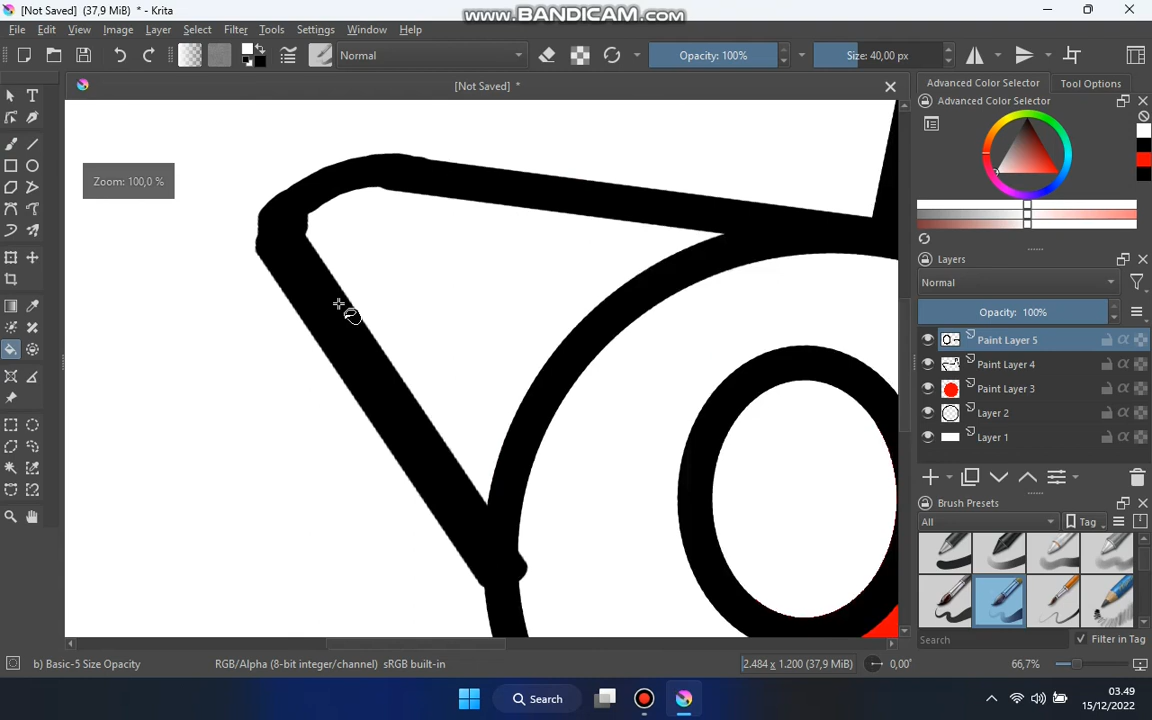 [Not Saved] (37,9 MiB) * - Krita
www.BANDICAM.com
File Edit View Image Layer Select Filter Tools Settings Window Help
Normal
Opacity: 100%
Size: 40,00 px
[Not Saved] *
Advanced Color Selector
Tool Options
Advanced Color Selector
Zoom: 100,0 %
Layers
Normal
Opacity: 100%
Paint Layer 5
Paint Layer 4
Paint Layer 3
Layer 2
Layer 1
Brush Presets
All
Tag
Search
Filter in Tag
b) Basic-5 Size Opacity
RGB/Alpha (8-bit integer/channel) sRGB built-in
2.484 x 1.200 (37,9 MiB)
0,00°
66,7%
Search
03.49
15/12/2022